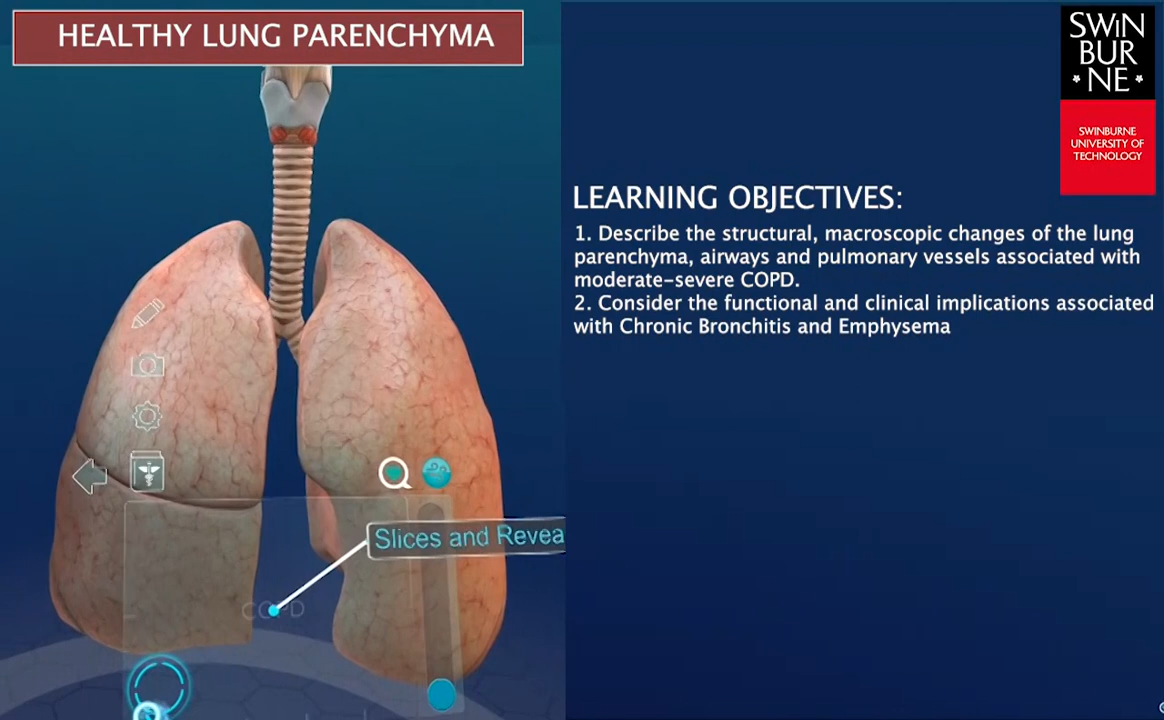 HEALTHY LUNG PARENCHYMA
SWIN
BUR
NE
SWINBURNE
UNIVERSITY OF
TECHNOLOGY
LEARNING OBJECTIVES:
1. Describe the structural, macroscopic changes of the lung
parenchyma, airways and pulmonary vessels associated with
moderate-severe COPD.
2. Consider the functional and clinical implications associated
with Chronic Bronchitis and Emphysema
Slices and Revea
COPD